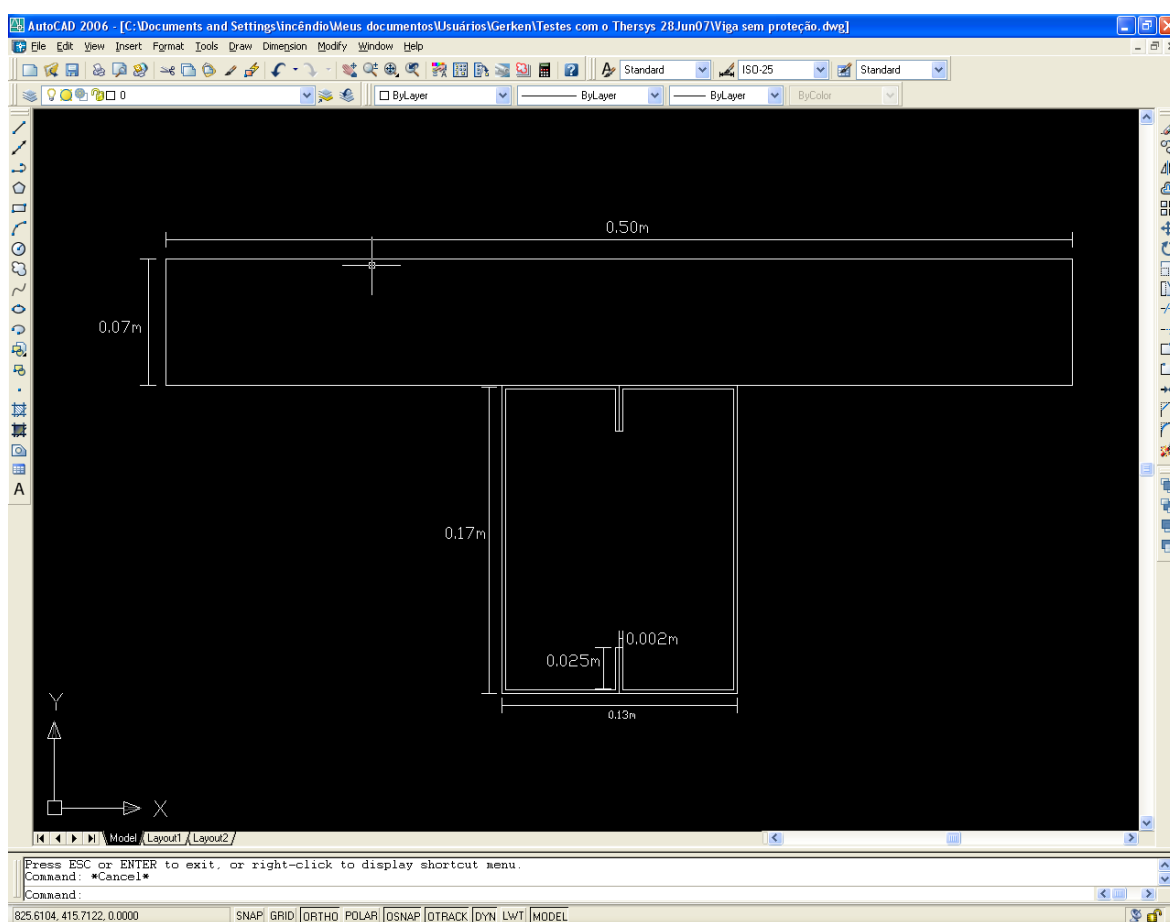 AutoCAD 2006 - [C:\Documents and Settings\incêndio\Meus documentos\Usuários\Gerken\Testes com o Thersys 28Jun07\Viga sem proteção.dwg]
File Edit View Insert Format Tools Draw Dimension Modify Window Help
Standard ISO-25 Standard
0 ByLayer ByLayer ByLayer ByColor
0.50m
0.07m
0.17m
0.002m
0.025m
0.13m
Y
X
A
Model Layout1 Layout2
Press ESC or ENTER to exit, or right-click to display shortcut menu.
Command: *Cancel*
Command:
825.6104, 415.7122, 0.0000 SNAP GRID ORTHO POLAR OSNAP OTRACK DYN LWT MODEL